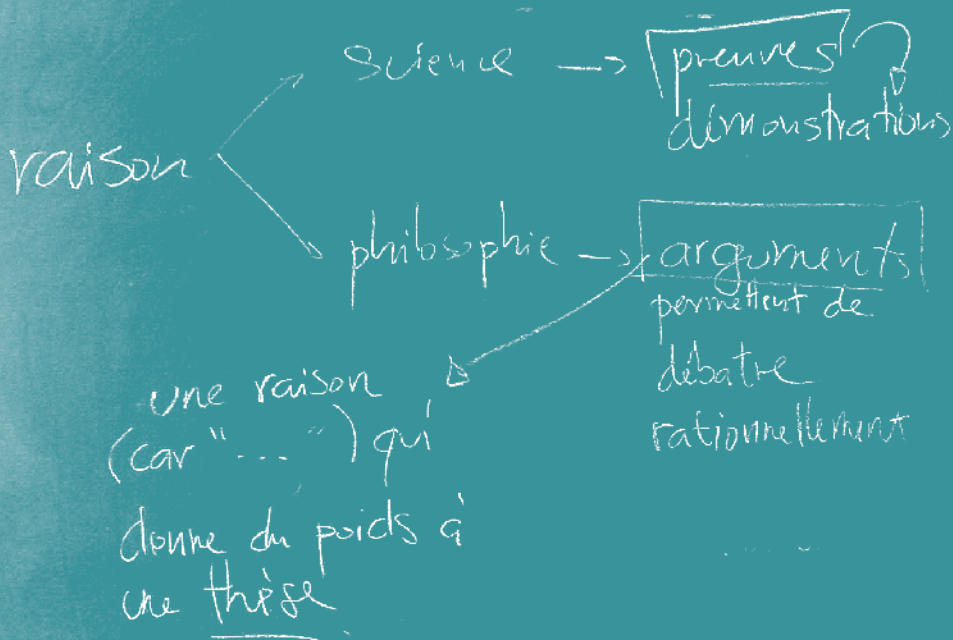 science → preuves
démonstrations
raison
philosophie → arguments
permettent de
débatre
rationnellement
une raison
(car "....") qui
donne du poids à
une thèse